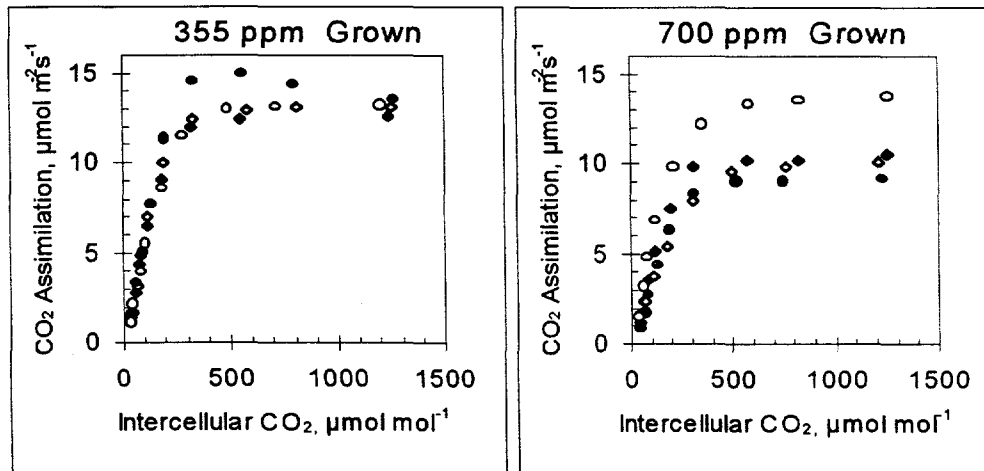 355 ppm Grown
CO₂ Assimilation, µmol m⁻²s⁻¹
15
10
5
0
0 500 1000 1500
Intercellular CO₂, µmol mol⁻¹
700 ppm Grown
CO₂ Assimilation, µmol m⁻²s⁻¹
15
10
5
0
0 500 1000 1500
Intercellular CO₂, µmol mol⁻¹